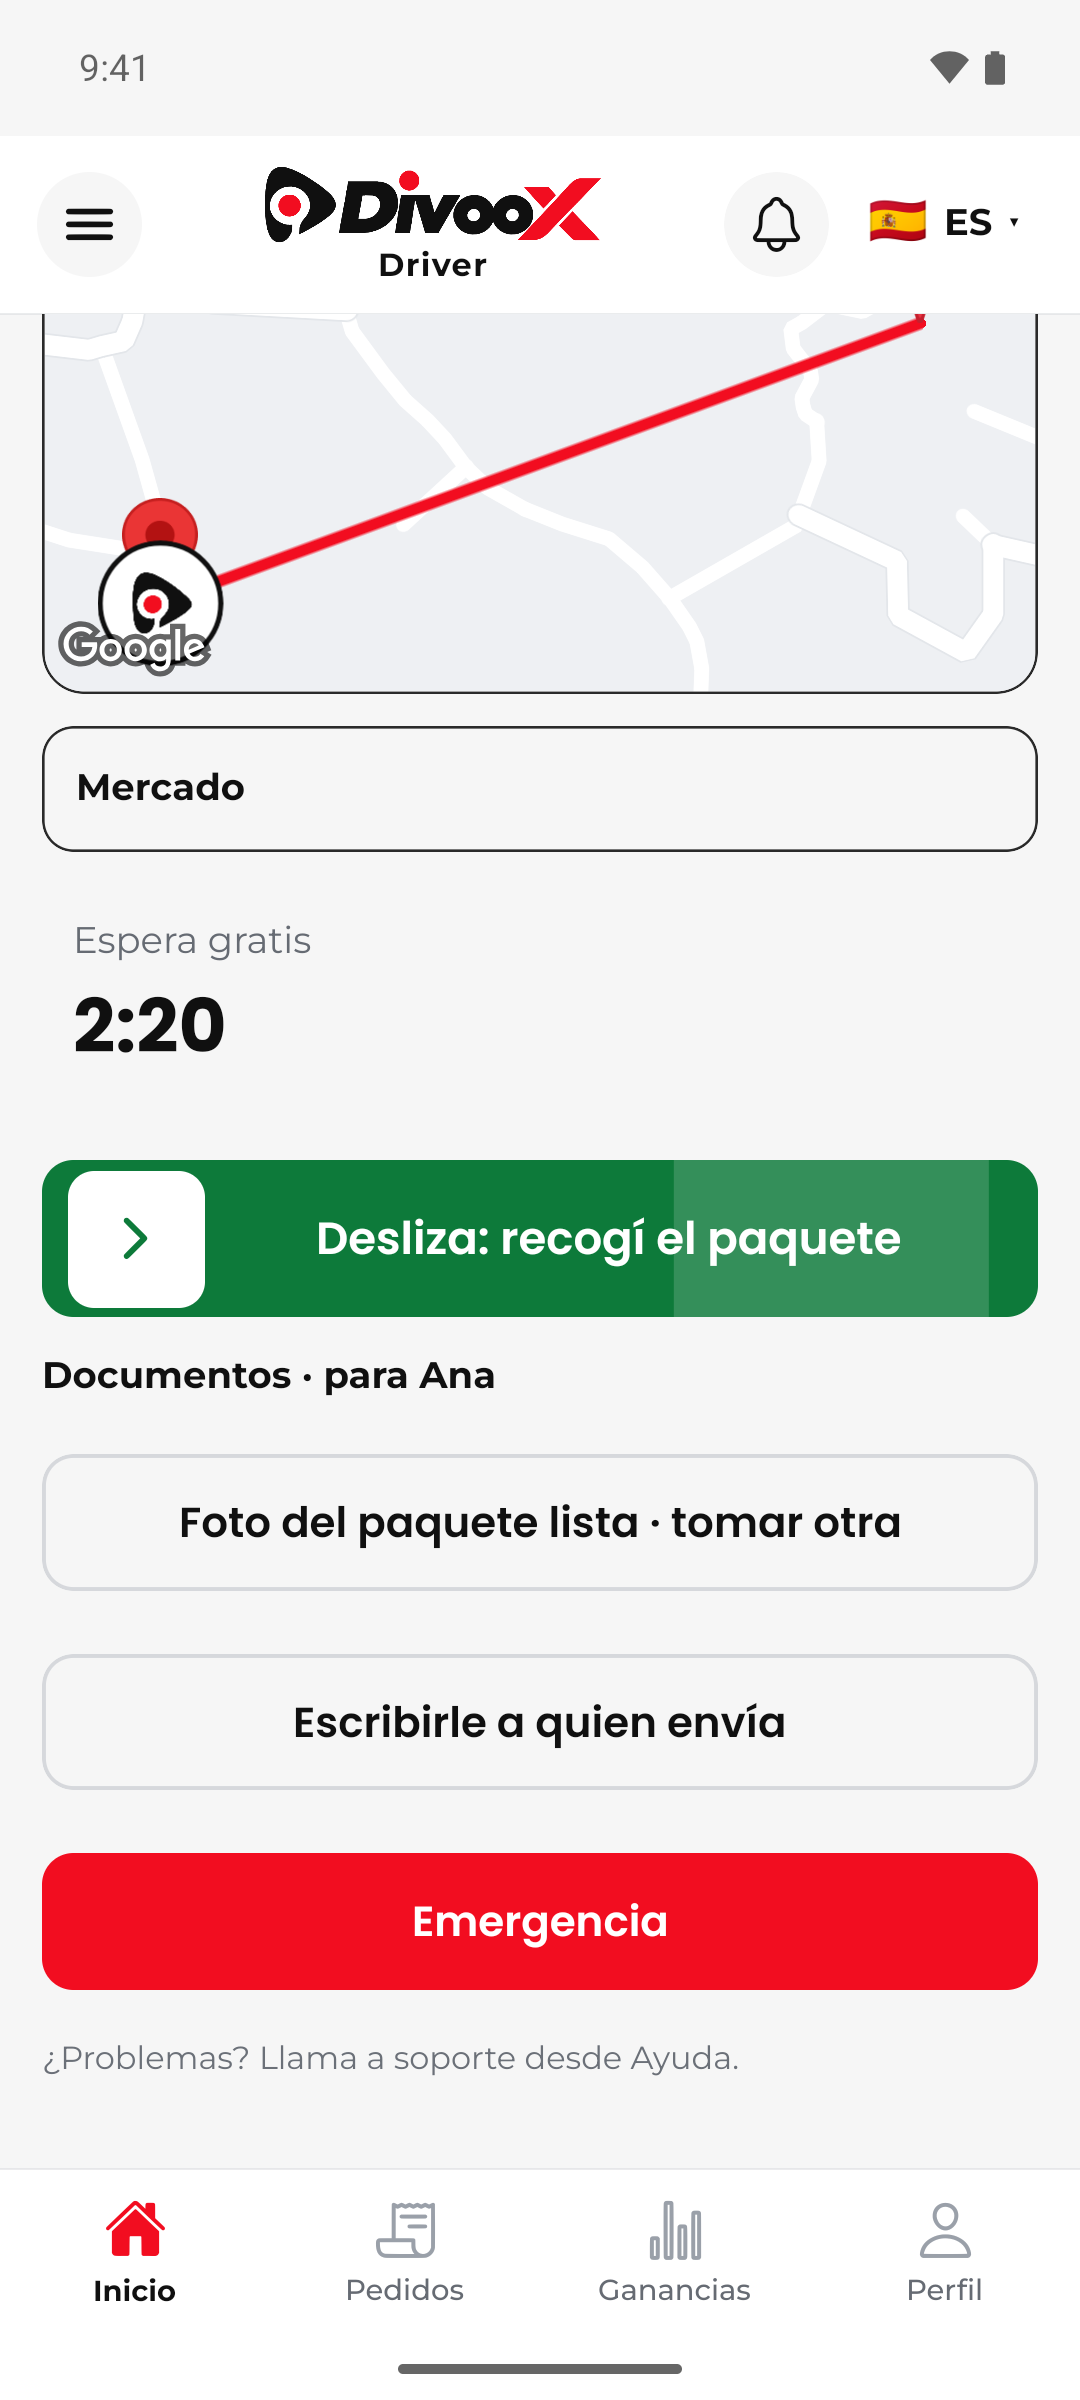 9:41
DivooX
Driver
ES
Google
Mercado
Espera gratis
2:20
Desliza: recogí el paquete
Documentos · para Ana
Foto del paquete lista · tomar otra
Escribirle a quien envía
Emergencia
¿Problemas? Llama a soporte desde Ayuda.
Inicio
Pedidos
Ganancias
Perfil